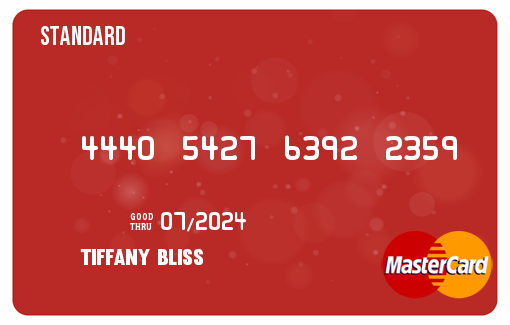 STANDARD
4440 5427 6392 2359
GOOD THRU 07/2024
TIFFANY BLISS
MasterCard